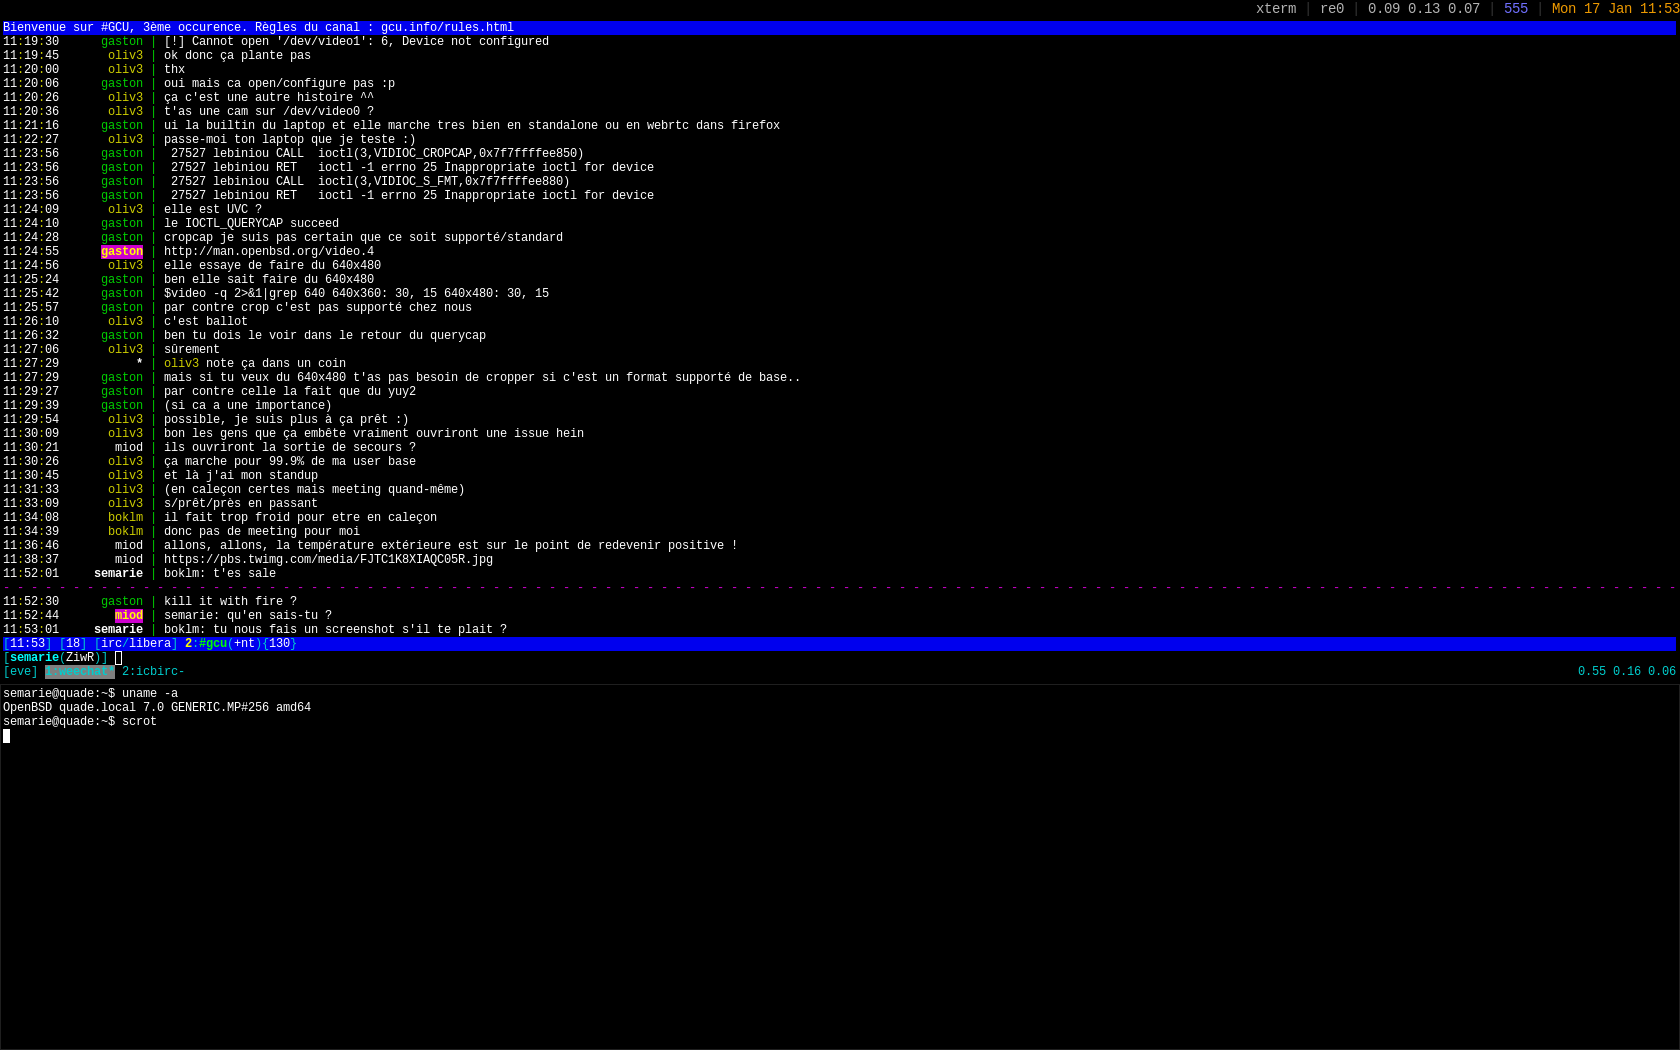 xterm | re0 | 0.09 0.13 0.07 | 555 | Mon 17 Jan 11:53
Bienvenue sur #GCU, 3ème occurence. Règles du canal : gcu.info/rules.html
11:19:30 gaston | [!] Cannot open '/dev/video1': 6, Device not configured
11:19:45 oliv3 | ok donc ça plante pas
11:20:00 oliv3 | thx
11:20:06 gaston | oui mais ca open/configure pas :p
11:20:26 oliv3 | ça c'est une autre histoire ^^
11:20:36 oliv3 | t'as une cam sur /dev/video0 ?
11:21:16 gaston | ui la builtin du laptop et elle marche tres bien en standalone ou en webrtc dans firefox
11:22:27 oliv3 | passe-moi ton laptop que je teste :)
11:23:56 gaston | 27527 lebiniou CALL  ioctl(3,VIDIOC_CROPCAP,0x7f7ffffee850)
11:23:56 gaston | 27527 lebiniou RET   ioctl -1 errno 25 Inappropriate ioctl for device
11:23:56 gaston | 27527 lebiniou CALL  ioctl(3,VIDIOC_S_FMT,0x7f7ffffee880)
11:23:56 gaston | 27527 lebiniou RET   ioctl -1 errno 25 Inappropriate ioctl for device
11:24:09 oliv3 | elle est UVC ?
11:24:10 gaston | le IOCTL_QUERYCAP succeed
11:24:28 gaston | cropcap je suis pas certain que ce soit supporté/standard
11:24:55 gaston | http://man.openbsd.org/video.4
11:24:56 oliv3 | elle essaye de faire du 640x480
11:25:24 gaston | ben elle sait faire du 640x480
11:25:42 gaston | $video -q 2>&1|grep 640 640x360: 30, 15 640x480: 30, 15
11:25:57 gaston | par contre crop c'est pas supporté chez nous
11:26:10 oliv3 | c'est ballot
11:26:32 gaston | ben tu dois le voir dans le retour du querycap
11:27:06 oliv3 | sûrement
11:27:29 * | oliv3 note ça dans un coin
11:27:29 gaston | mais si tu veux du 640x480 t'as pas besoin de cropper si c'est un format supporté de base..
11:29:27 gaston | par contre celle la fait que du yuy2
11:29:39 gaston | (si ca a une importance)
11:29:54 oliv3 | possible, je suis plus à ça prêt :)
11:30:09 oliv3 | bon les gens que ça embête vraiment ouvriront une issue hein
11:30:21 miod | ils ouvriront la sortie de secours ?
11:30:26 oliv3 | ça marche pour 99.9% de ma user base
11:30:45 oliv3 | et là j'ai mon standup
11:31:33 oliv3 | (en caleçon certes mais meeting quand-même)
11:33:09 oliv3 | s/prêt/près en passant
11:34:08 boklm | il fait trop froid pour etre en caleçon
11:34:39 boklm | donc pas de meeting pour moi
11:36:46 miod | allons, allons, la température extérieure est sur le point de redevenir positive !
11:38:37 miod | https://pbs.twimg.com/media/FJTC1K8XIAQC05R.jpg
11:52:01 semarie | boklm: t'es sale
11:52:30 gaston | kill it with fire ?
11:52:44 miod | semarie: qu'en sais-tu ?
11:53:01 semarie | boklm: tu nous fais un screenshot s'il te plait ?
[11:53] [18] [irc/libera] 2:#gcu(+nt){130}
[semarie(ZiwR)]
[eve] 1:weechat* 2:icbirc- 0.55 0.16 0.06
semarie@quade:~$ uname -a
OpenBSD quade.local 7.0 GENERIC.MP#256 amd64
semarie@quade:~$ scrot